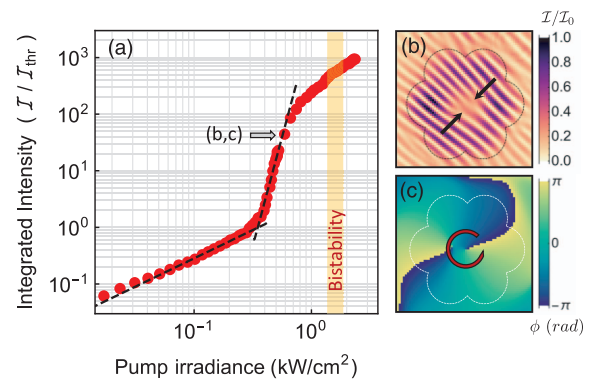 (a)
Integrated Intensity ( 𝓘 / 𝓘thr )
10³
10²
10¹
10⁰
10⁻¹
(b,c)
Bistability
10⁻¹
10⁰
Pump irradiance (kW/cm²)
(b)
𝓘/𝓘₀
1.0
0.8
0.6
0.4
0.2
0.0
(c)
π
0
−π
ϕ (rad)